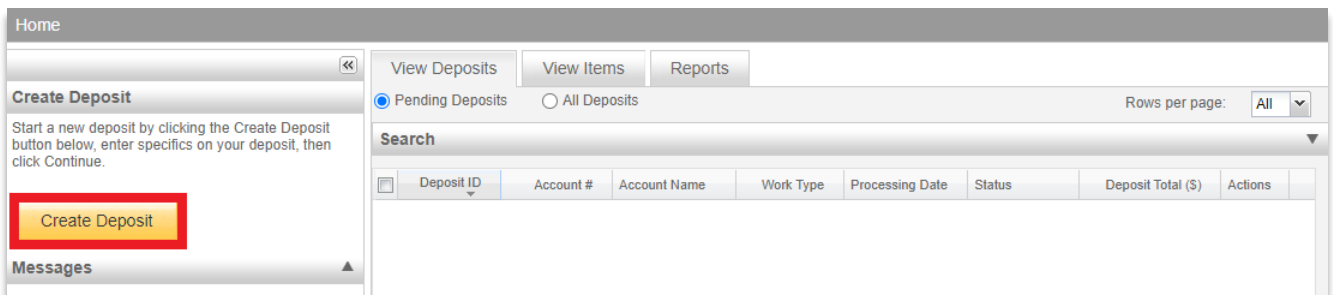 Home
Create Deposit
Start a new deposit by clicking the Create Deposit
button below, enter specifics on your deposit, then
click Continue.
Create Deposit
Messages
View Deposits View Items Reports
Pending Deposits All Deposits Rows per page: All
Search
Deposit ID Account # Account Name Work Type Processing Date Status Deposit Total ($) Actions